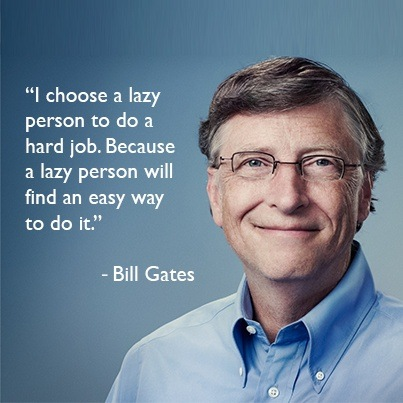 “I choose a lazy
person to do a
hard job. Because
a lazy person will
find an easy way
to do it.”
- Bill Gates